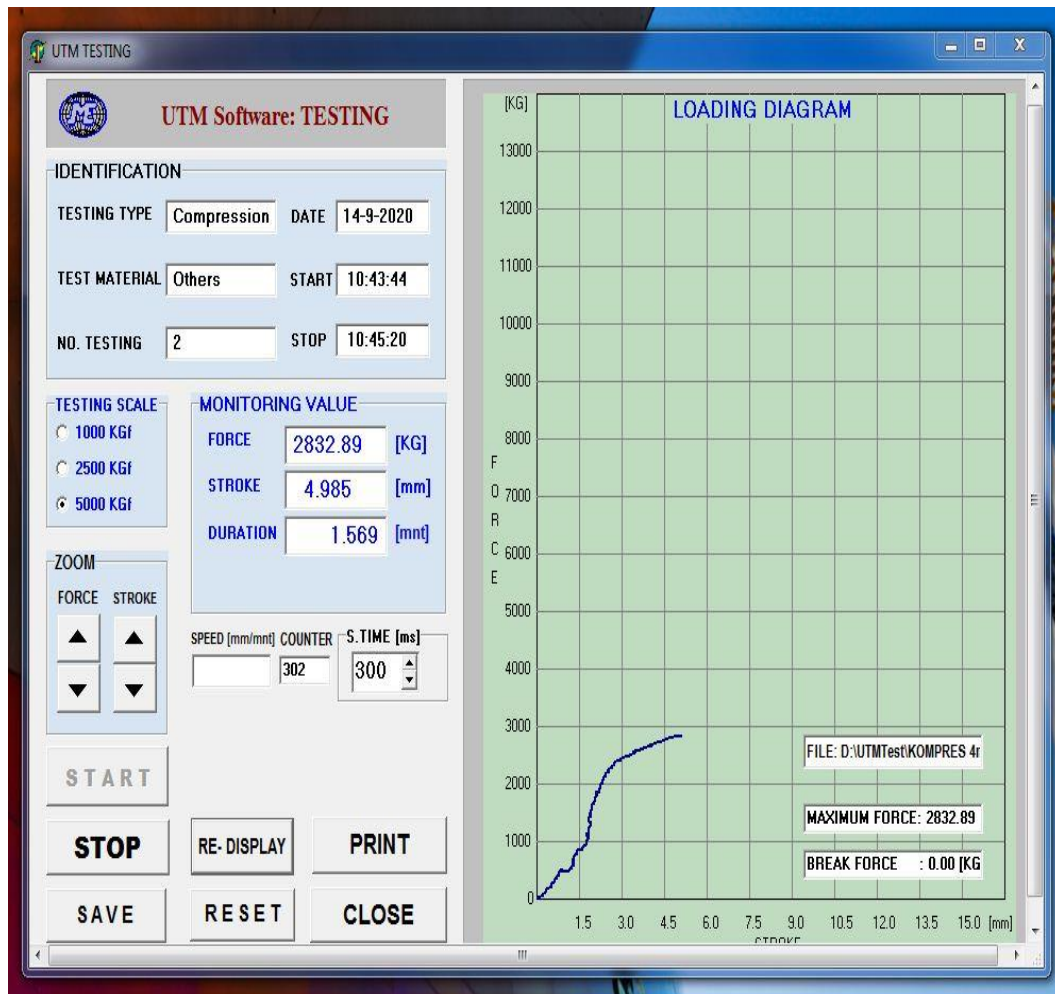 UTM TESTING
UTM Software: TESTING
IDENTIFICATION
TESTING TYPE Compression DATE 14-9-2020
TEST MATERIAL Others START 10:43:44
NO. TESTING 2 STOP 10:45:20
TESTING SCALE
1000 KGf
2500 KGf
5000 KGf
MONITORING VALUE
FORCE 2832.89 [KG]
STROKE 4.985 [mm]
DURATION 1.569 [mnt]
ZOOM
FORCE STROKE
SPEED [mm/mnt] COUNTER S.TIME [ms]
302 300
START
STOP RE-DISPLAY PRINT
SAVE RESET CLOSE
LOADING DIAGRAM
[KG]
13000
12000
11000
10000
9000
8000
7000
6000
5000
4000
3000
2000
1000
0
FORCE
FILE: D:\UTMTest\KOMPRES 4r
MAXIMUM FORCE: 2832.89
BREAK FORCE : 0.00 [KG
1.5 3.0 4.5 6.0 7.5 9.0 10.5 12.0 13.5 15.0 [mm]
STROKE